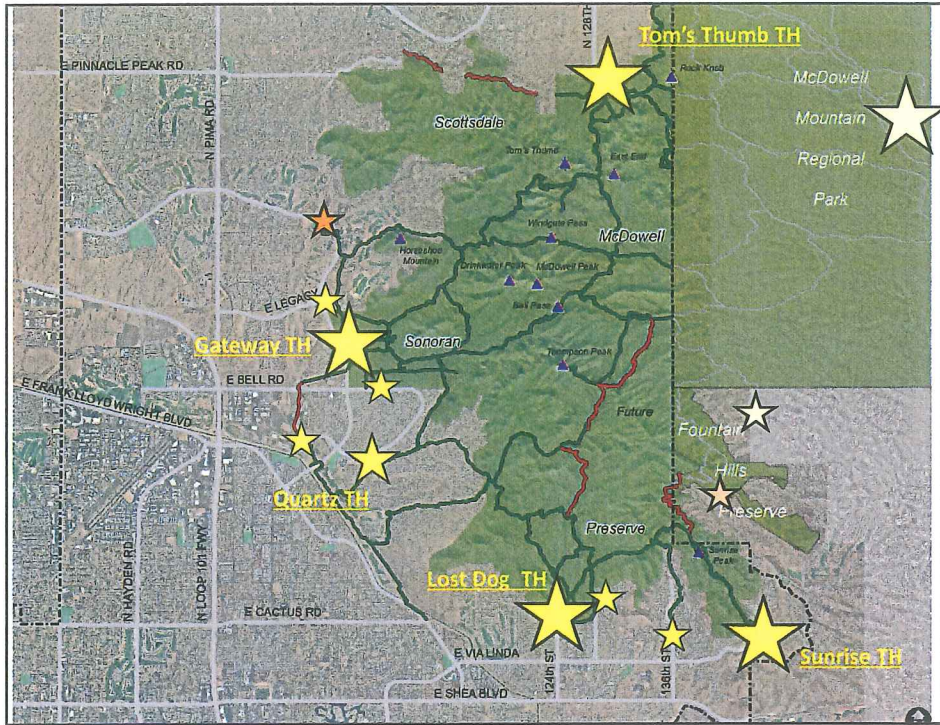 N 128TH
Tom's Thumb TH
E PINNACLE PEAK RD
Rock Knob
McDowell
Mountain
Regional
Park
N PIMA RD
Scottsdale
Tom's Thumb
East End
Windgate Pass
McDowell
Horseshoe
Mountain
Drinkwater Peak
McDowell Peak
E LEGAC
Bell Pass
Gateway TH
Sonoran
Thompson Peak
E BELL RD
E FRANK LLOYD WRIGHT BLVD
Future
Fountain
Hills
Preserve
Quartz TH
Preserve
Sunrise
Peak
N HAYDEN RD
N LOOP 101 FWY
Lost Dog TH
E CACTUS RD
E VIA LINDA
124TH ST
136TH ST
Sunrise TH
E SHEA BLVD